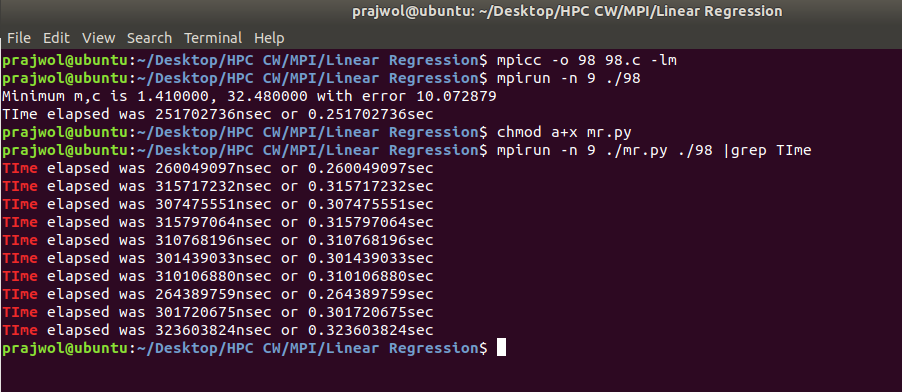 prajwol@ubuntu: ~/Desktop/HPC CW/MPI/Linear Regression
File Edit View Search Terminal Help
prajwol@ubuntu:~/Desktop/HPC CW/MPI/Linear Regression$ mpicc -o 98 98.c -lm
prajwol@ubuntu:~/Desktop/HPC CW/MPI/Linear Regression$ mpirun -n 9 ./98
Minimum m,c is 1.410000, 32.480000 with error 10.072879
TIme elapsed was 251702736nsec or 0.251702736sec
prajwol@ubuntu:~/Desktop/HPC CW/MPI/Linear Regression$ chmod a+x mr.py
prajwol@ubuntu:~/Desktop/HPC CW/MPI/Linear Regression$ mpirun -n 9 ./mr.py ./98 |grep TIme
TIme elapsed was 260049097nsec or 0.260049097sec
TIme elapsed was 315717232nsec or 0.315717232sec
TIme elapsed was 307475551nsec or 0.307475551sec
TIme elapsed was 315797064nsec or 0.315797064sec
TIme elapsed was 310768196nsec or 0.310768196sec
TIme elapsed was 301439033nsec or 0.301439033sec
TIme elapsed was 310106880nsec or 0.310106880sec
TIme elapsed was 264389759nsec or 0.264389759sec
TIme elapsed was 301720675nsec or 0.301720675sec
TIme elapsed was 323603824nsec or 0.323603824sec
prajwol@ubuntu:~/Desktop/HPC CW/MPI/Linear Regression$